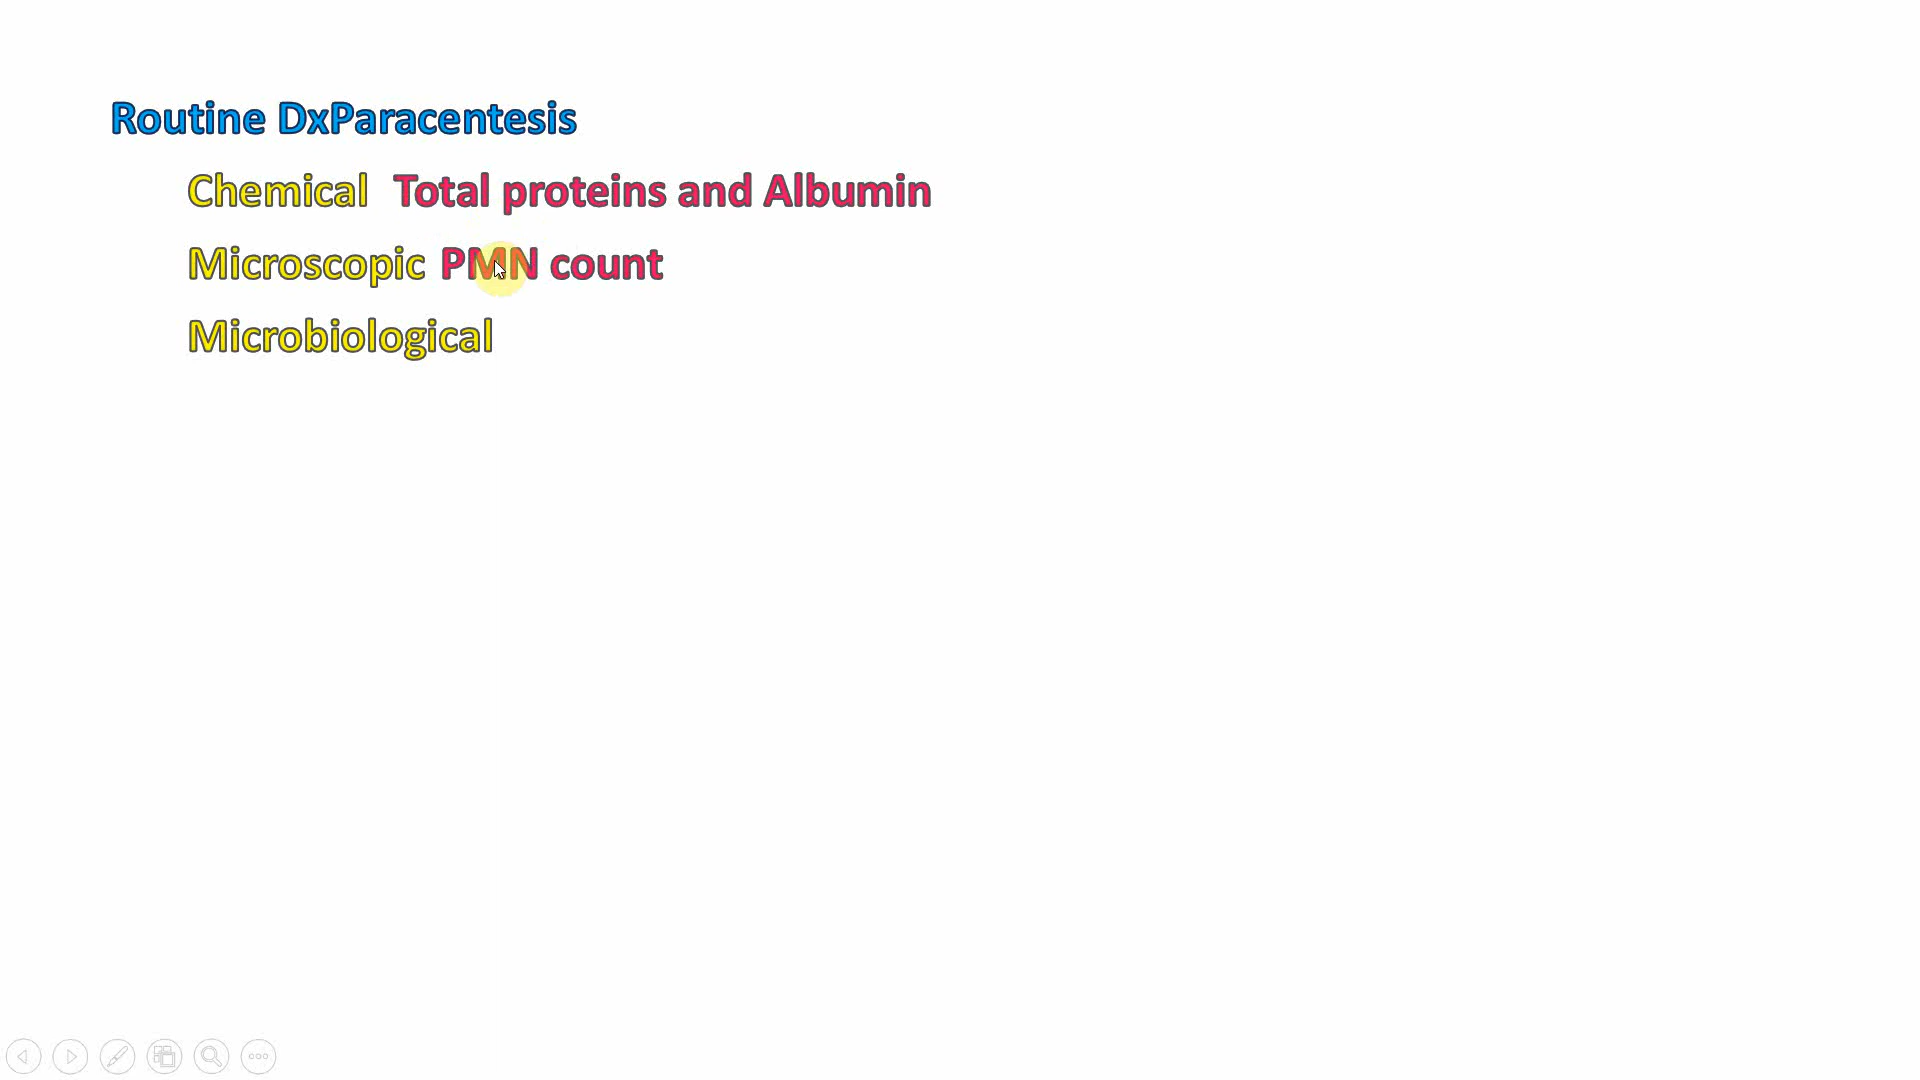 Routine DxParacentesis
Chemical Total proteins and Albumin
Microscopic PMN count
Microbiological